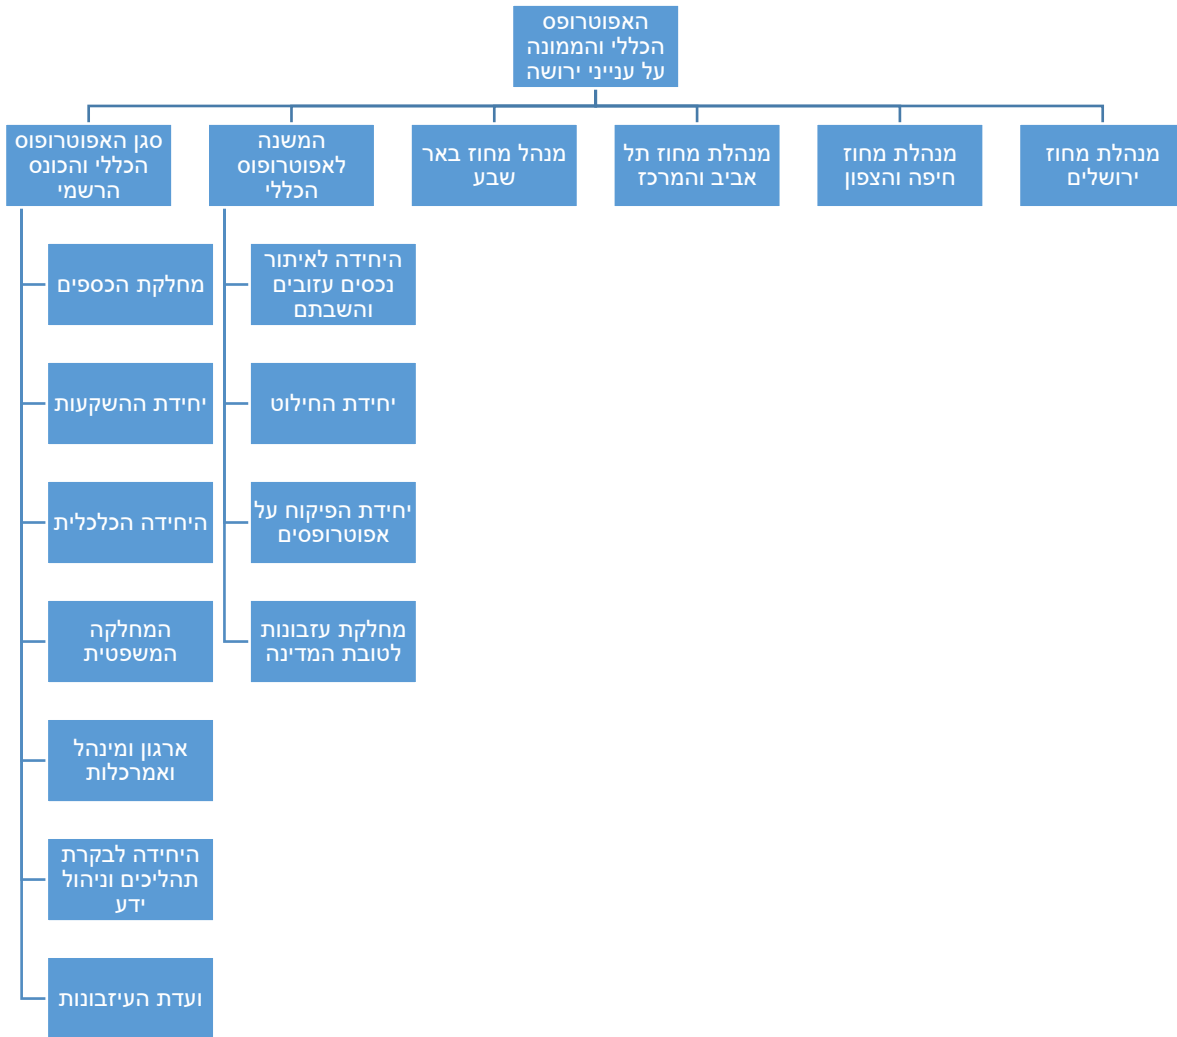 האפוטרופס
הכללי והממונה
על ענייני ירושה
מנהלת מחוז
ירושלים
מנהלת מחוז
חיפה והצפון
מנהלת מחוז תל
אביב והמרכז
מנהל מחוז באר
שבע
המשנה
לאפוטרופוס
הכללי
סגן האפוטרופוס
הכללי והכונס
הרשמי
היחידה לאיתור
נכסים עזובים
והשבתם
יחידת החילוט
יחידת הפיקוח על
אפוטרופסים
מחלקת עזבונות
לטובת המדינה
מחלקת הכספים
יחידת ההשקעות
היחידה הכלכלית
המחלקה
המשפטית
ארגון ומינהל
ואמרכלות
היחידה לבקרת
תהליכים וניהול
ידע
ועדת העיזבונות